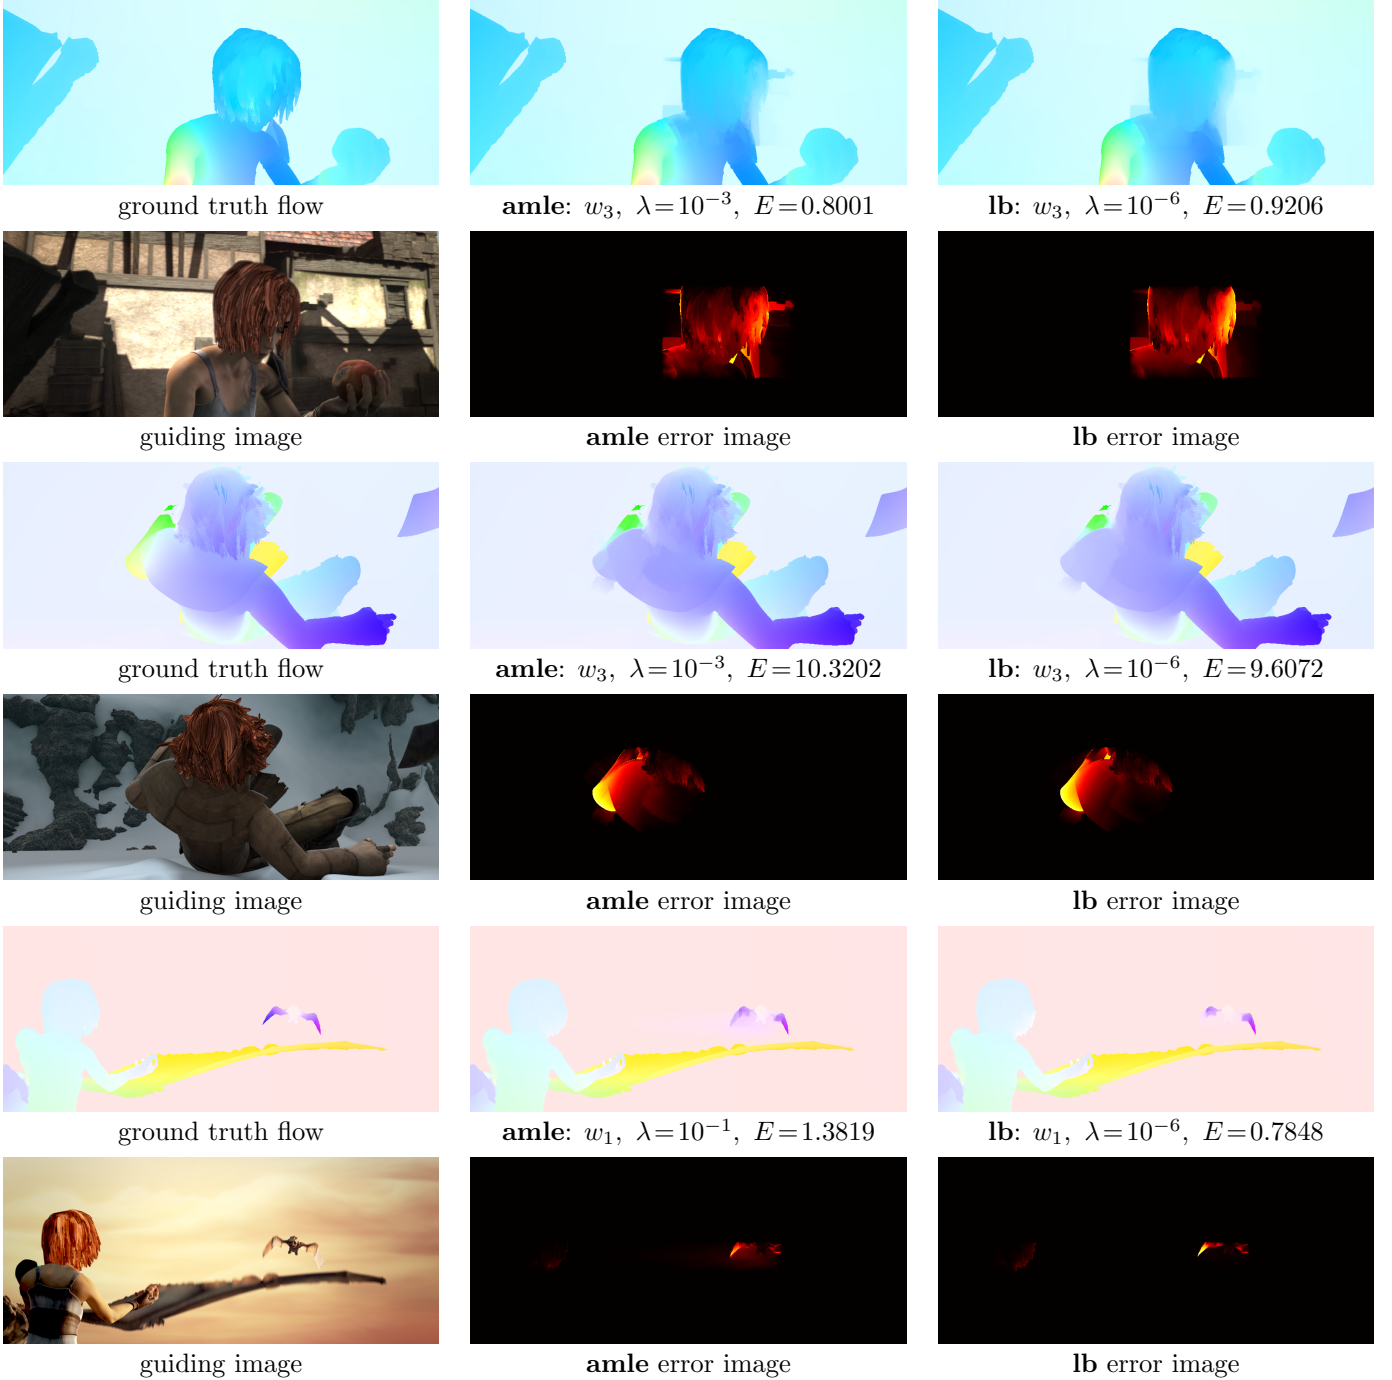 ground truth flow
amle: w₃, λ=10⁻³, E=0.8001
lb: w₃, λ=10⁻⁶, E=0.9206
guiding image
amle error image
lb error image
ground truth flow
amle: w₃, λ=10⁻³, E=10.3202
lb: w₃, λ=10⁻⁶, E=9.6072
guiding image
amle error image
lb error image
ground truth flow
amle: w₁, λ=10⁻¹, E=1.3819
lb: w₁, λ=10⁻⁶, E=0.7848
guiding image
amle error image
lb error image